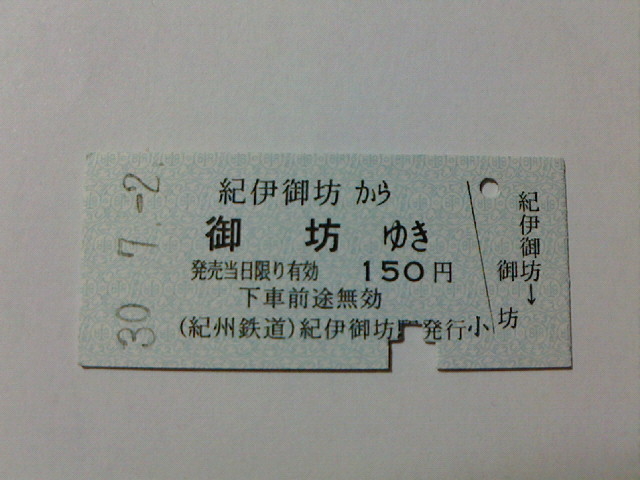 30. 7. -2.
紀伊御坊から
御坊ゆき
発売当日限り有効 150円
下車前途無効
(紀州鉄道)紀伊御坊駅発行
小
紀伊御坊→
御坊